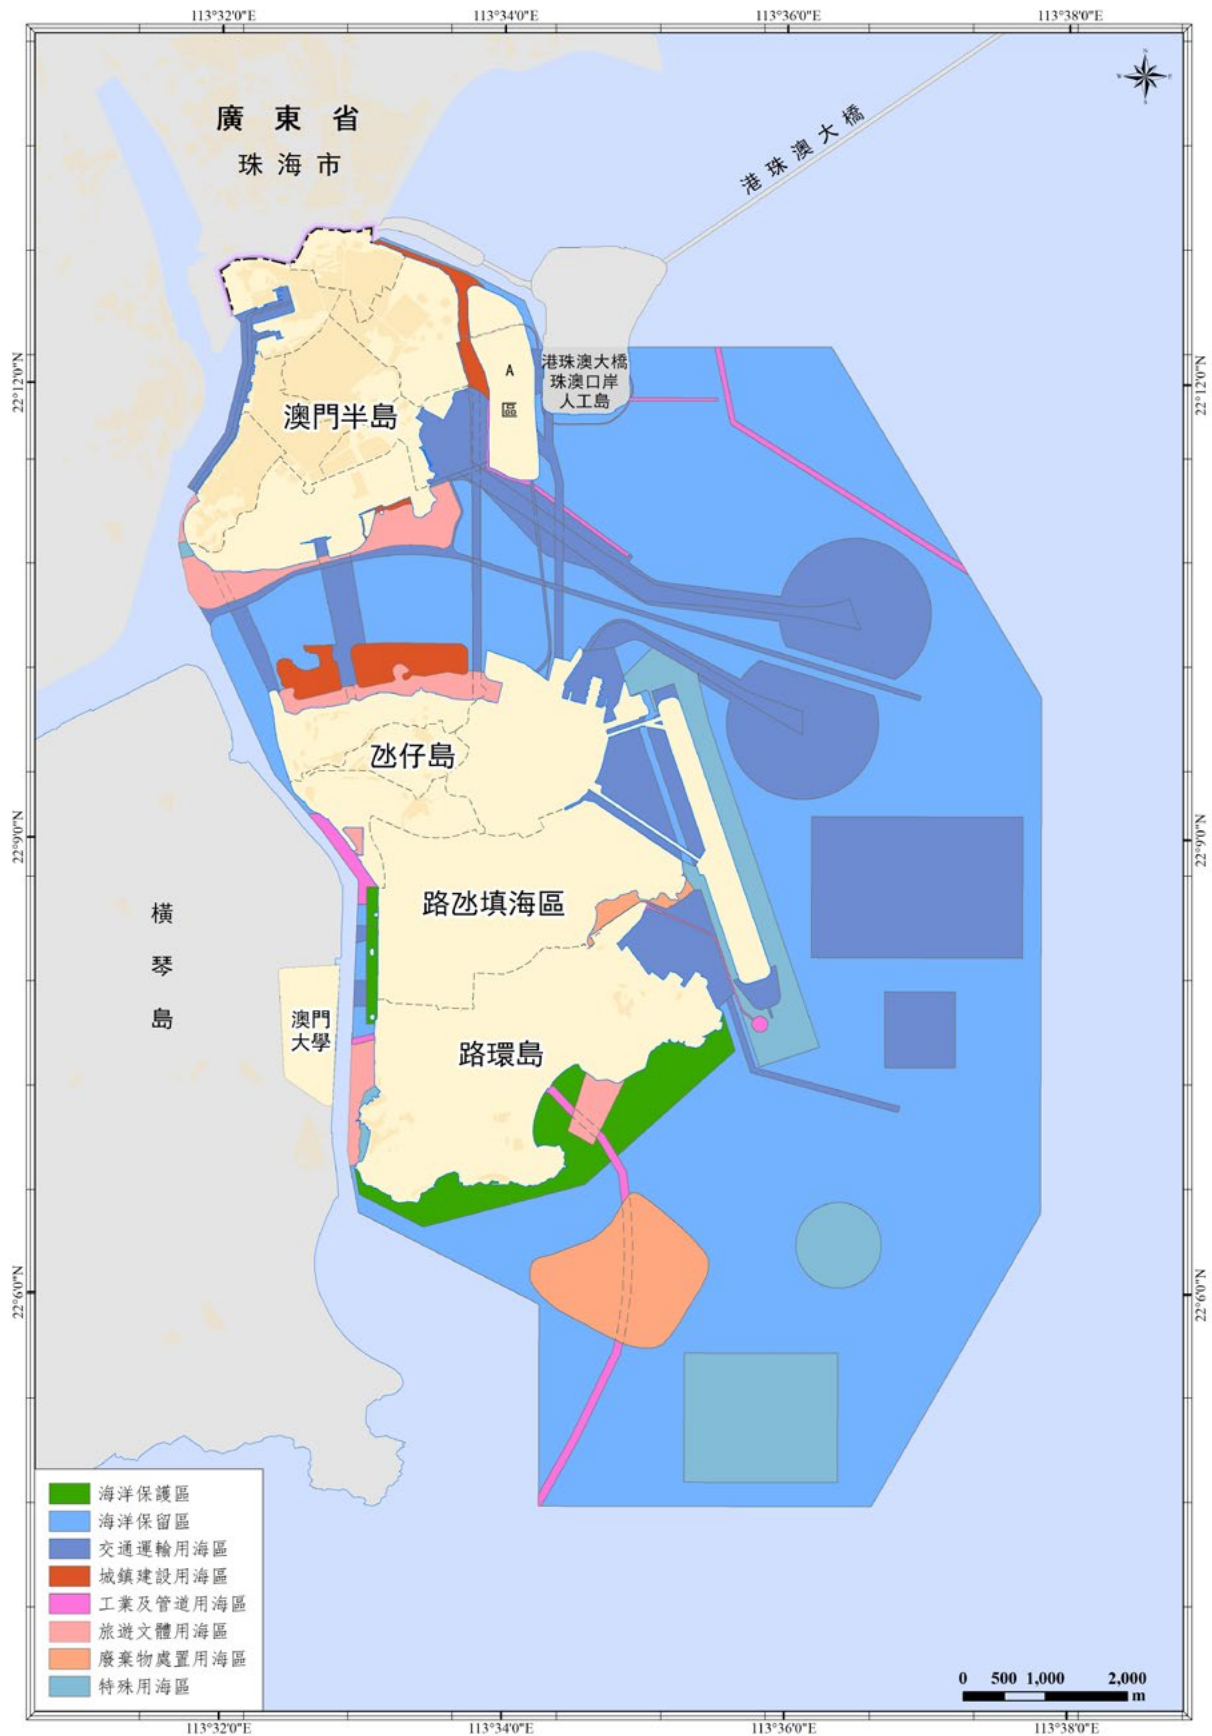 113°32'0"E
113°34'0"E
113°36'0"E
113°38'0"E
N
W
E
S
廣東省
珠海市
港珠澳大橋
22°12'0"N
22°12'0"N
港珠澳大橋
珠澳口岸
人工島
A
區
澳門半島
氹仔島
22°9'0"N
22°9'0"N
路氹填海區
橫
琴
島
澳門
大學
路環島
22°6'0"N
22°6'0"N
海洋保護區
海洋保留區
交通運輸用海區
城鎮建設用海區
工業及管道用海區
旅遊文體用海區
廢棄物處置用海區
特殊用海區
0 500 1,000 2,000
m
113°32'0"E
113°34'0"E
113°36'0"E
113°38'0"E